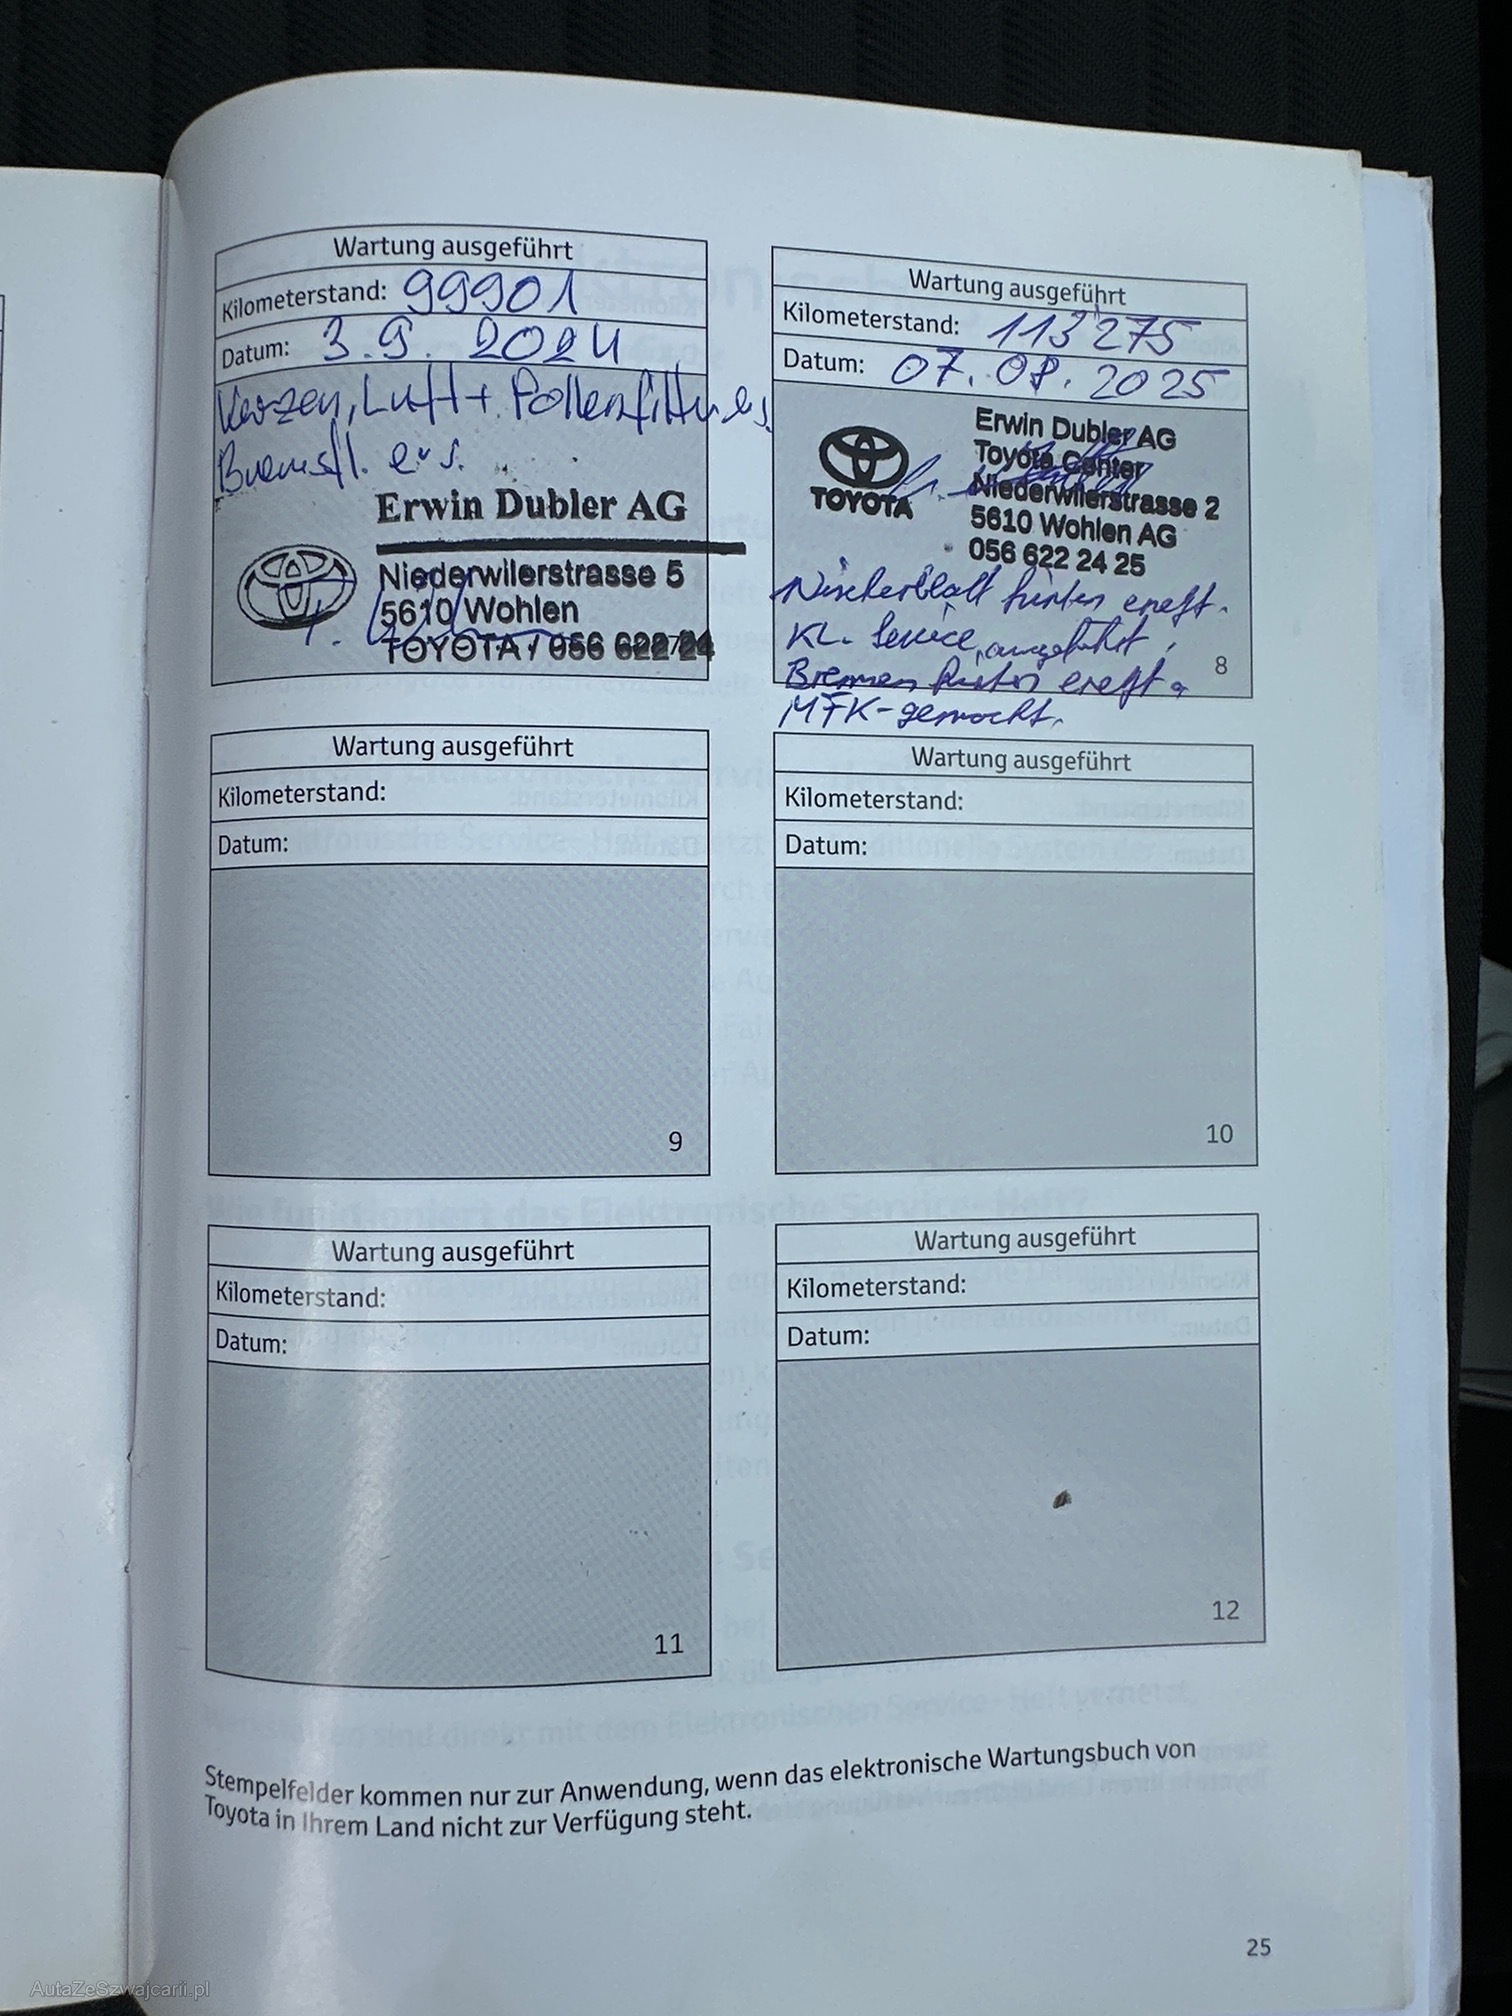 Wartung ausgeführt
Kilometerstand: 99901
Datum: 3.9.2024
Kerzen, Luft + Pollenfilter es.
Bremsfl. ers.
Erwin Dubler AG
Niederwilerstrasse 5
5610 Wohlen
TOYOTA / 056 622 24
Wartung ausgeführt
Kilometerstand: 113'275
Datum: 07.08.2025
TOYOTA
Erwin Dubler AG
Toyota Center
Niederwilerstrasse 2
5610 Wohlen AG
056 622 24 25
Wischerblatt hinten ersetzt.
KL. Service ausgeführt,
Bremsen hinten ersetzt.
MFK-gemacht.
8
Wartung ausgeführt
Kilometerstand:
Datum:
9
Wartung ausgeführt
Kilometerstand:
Datum:
10
Wartung ausgeführt
Kilometerstand:
Datum:
11
Wartung ausgeführt
Kilometerstand:
Datum:
12
Stempelfelder kommen nur zur Anwendung, wenn das elektronische Wartungsbuch von
Toyota in Ihrem Land nicht zur Verfügung steht.
25
AutaZeSzwajcarii.pl